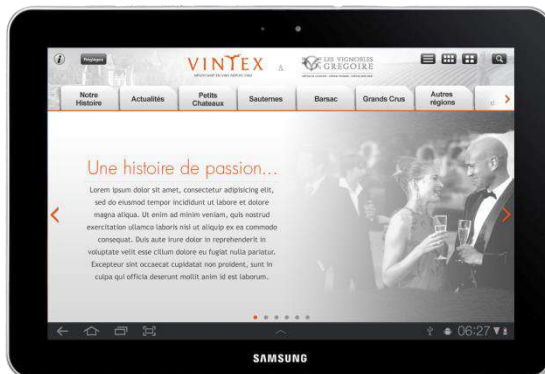 i
Réglages
VINTEX
LES VIGNOBLES
GREGOIRE
Notre
Histoire
Actualités
Petits
Chateaux
Sauternes
Barsac
Grands Crus
Autres
régions
Une histoire de passion...
Lorem ipsum dolor sit amet, consectetur adipisicing elit,
sed do eiusmod tempor incididunt ut labore et dolore
magna aliqua. Ut enim ad minim veniam, quis nostrud
exercitation ullamco laboris nisi ut aliquip ex ea commodo
consequat. Duis aute irure dolor in reprehenderit in
voluptate velit esse cillum dolore eu fugiat nulla pariatur.
Excepteur sint occaecat cupidatat non proident, sunt in
culpa qui officia deserunt mollit anim id est laborum.
06:27
SAMSUNG